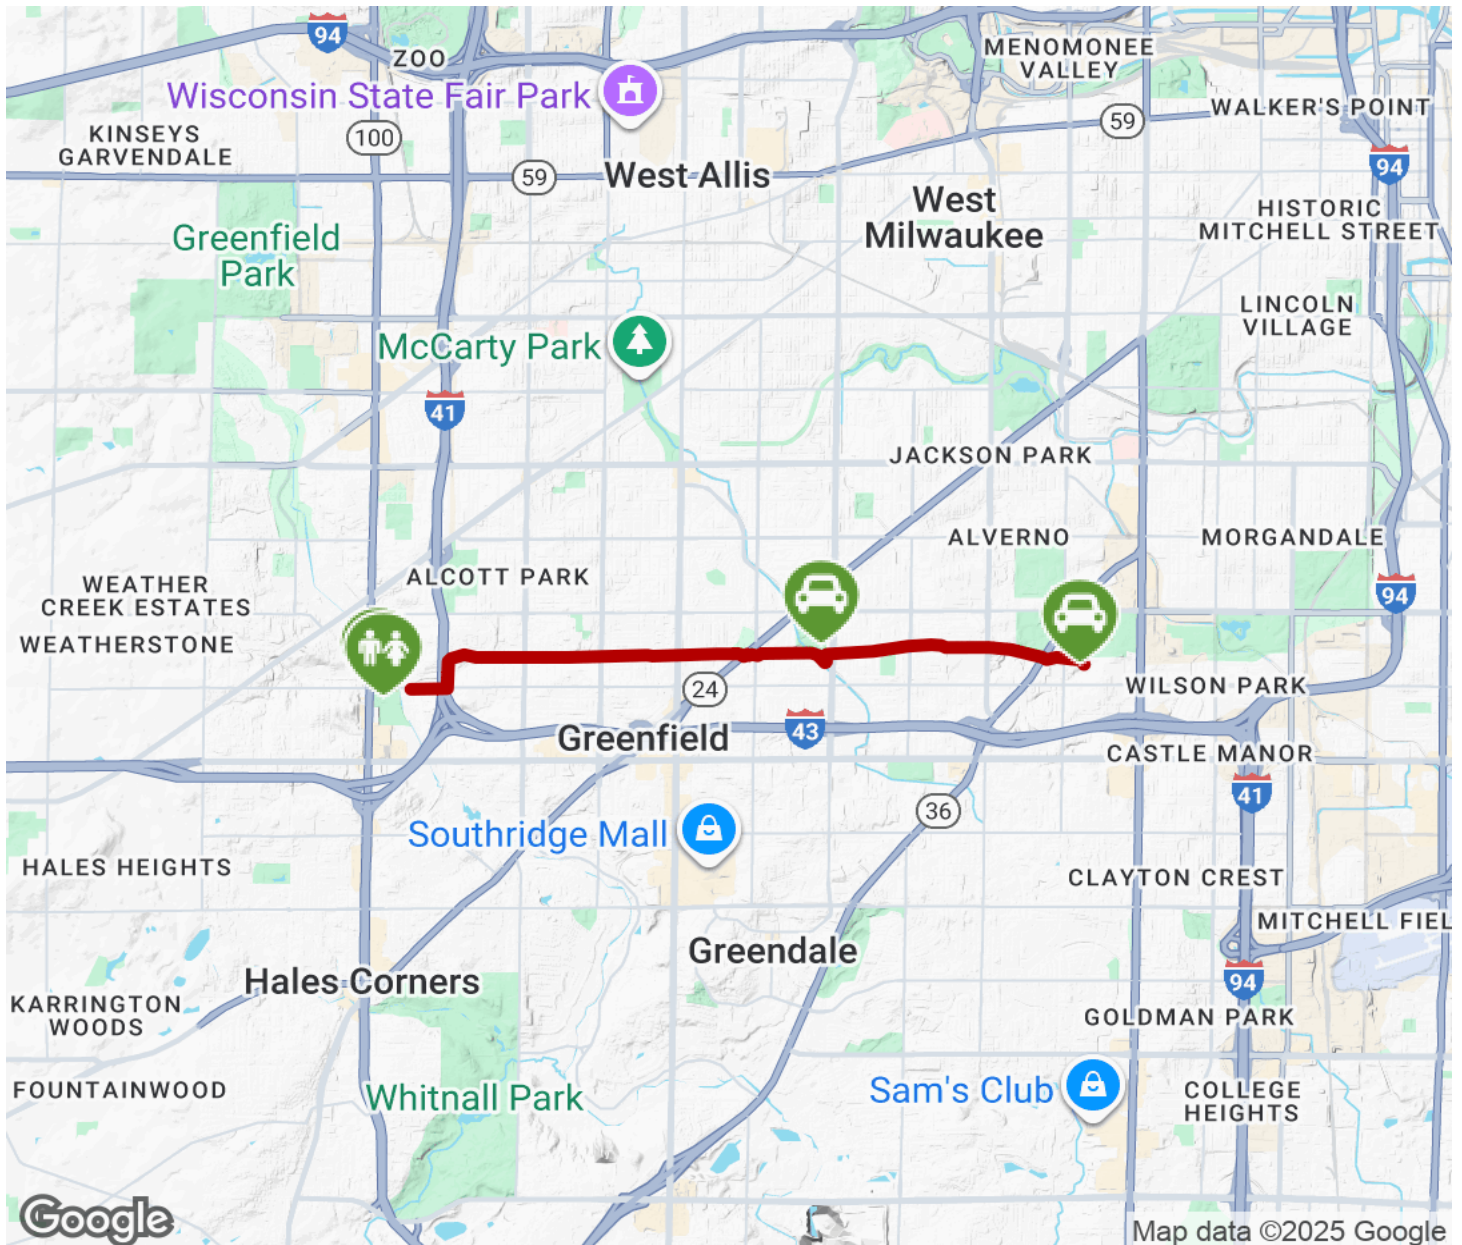 94
ZOO
MENOMONEE
VALLEY
Wisconsin State Fair Park
WALKER'S POINT
59
KINSEYS
GARVENDALE
100
94
59
West Allis
West
Milwaukee
HISTORIC
MITCHELL STREET
Greenfield
Park
LINCOLN
VILLAGE
McCarty Park
41
JACKSON PARK
ALVERNO
MORGANDALE
ALCOTT PARK
WEATHER
CREEK ESTATES
94
WEATHERSTONE
24
WILSON PARK
43
Greenfield
CASTLE MANOR
41
36
Southridge Mall
HALES HEIGHTS
CLAYTON CREST
MITCHELL FIEL
Greendale
Hales Corners
94
KARRINGTON
WOODS
GOLDMAN PARK
FOUNTAINWOOD
Whitnall Park
Sam's Club
COLLEGE
HEIGHTS
Google
Map data ©2025 Google